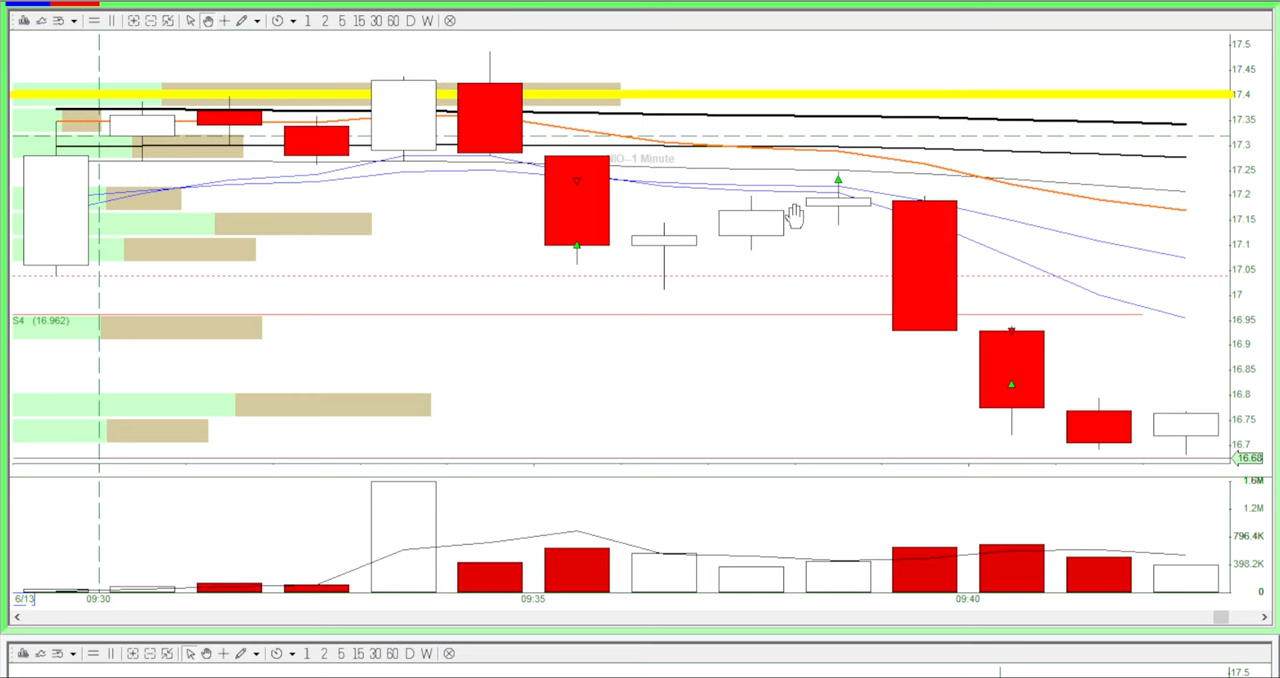 1 2 5 15 30 60 D W
17.5
17.45
17.4
17.35
17.3
IO--1 Minute
17.25
17.2
17.15
17.1
17.05
17
S4 (16.962)
16.95
16.9
16.85
16.8
16.75
16.7
16.68
1.6M
1.2M
796.4K
398.2K
0
6/13 09:30 09:35 09:40
1 2 5 15 30 60 D W
17.5